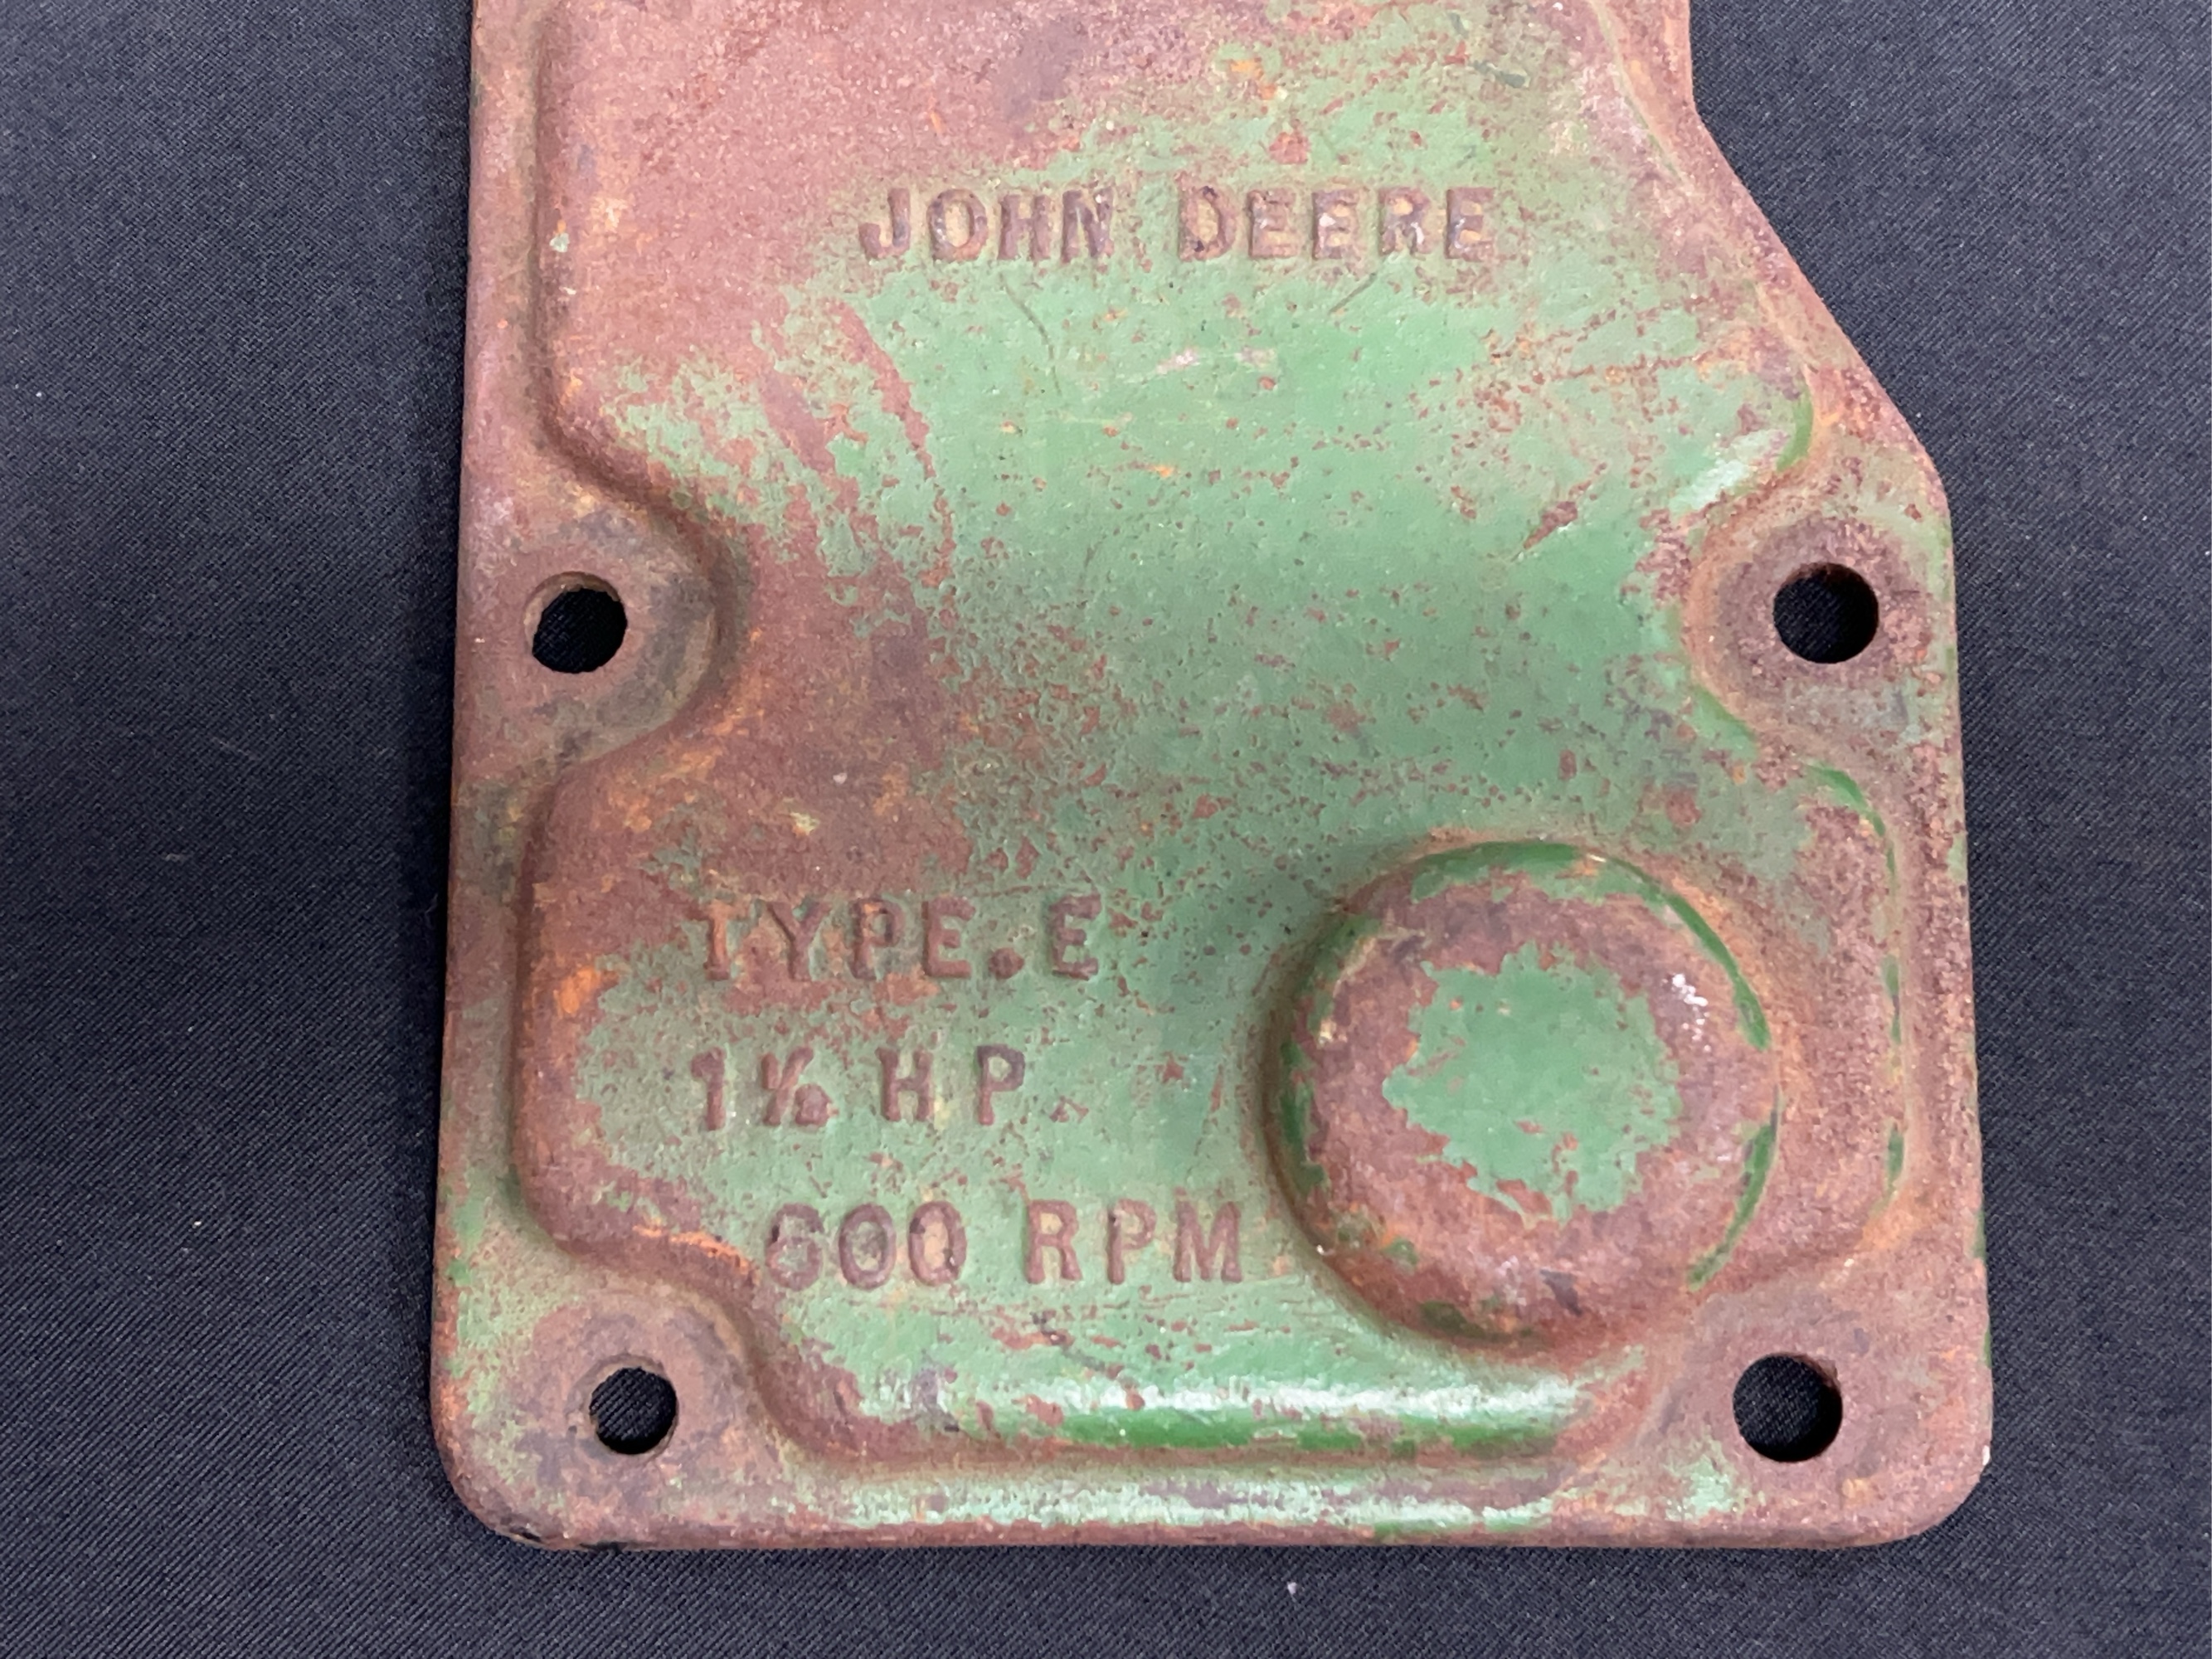 JOHN DEERE
TYPE.E
1½ HP
600 RPM